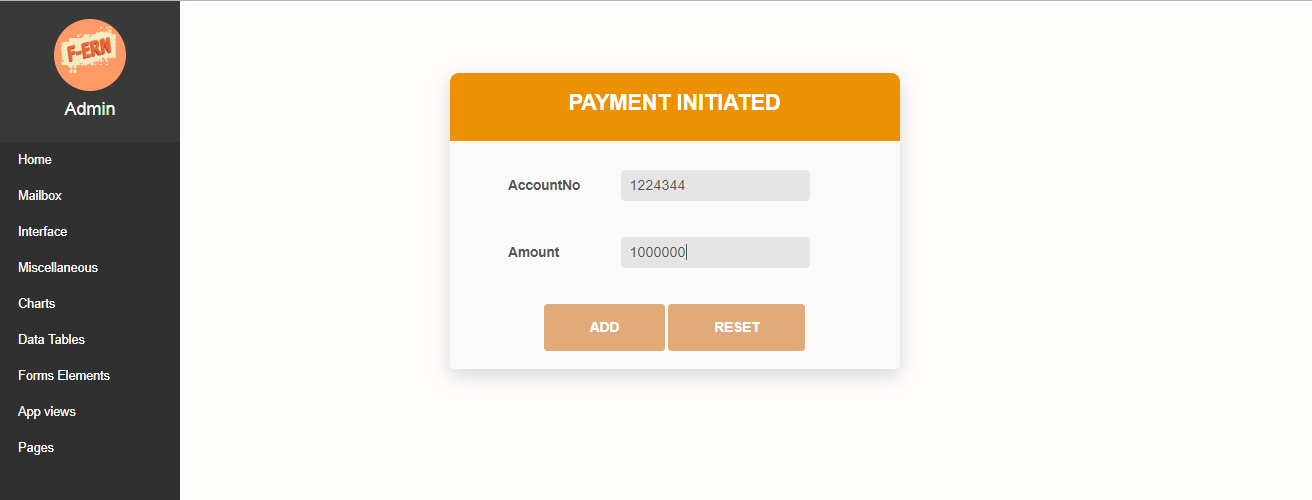 F-ERN
Admin
Home
Mailbox
Interface
Miscellaneous
Charts
Data Tables
Forms Elements
App views
Pages
PAYMENT INITIATED
AccountNo 1224344
Amount 1000000
ADD RESET